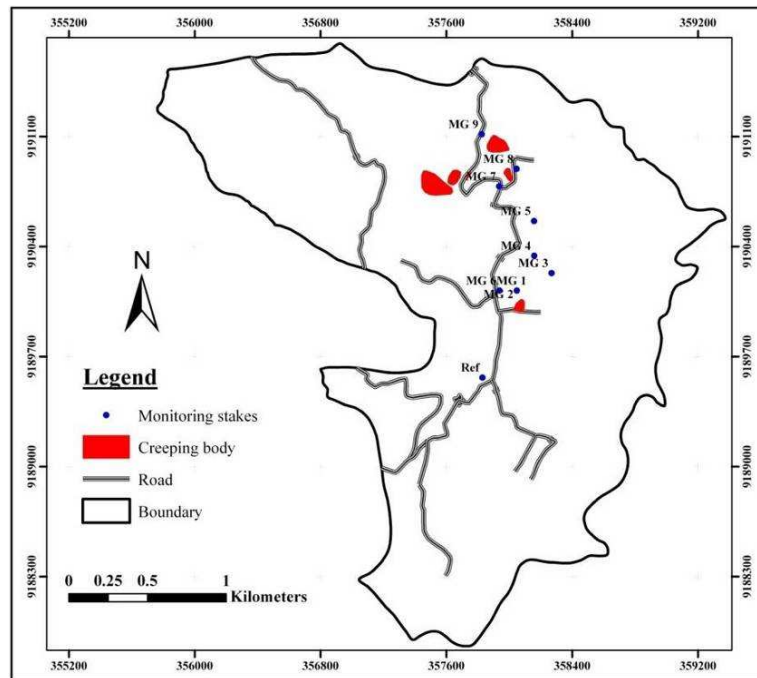 355200 356000 356800 357600 358400 359200
9191100
9191100
MG 9
MG 8
MG 7
MG 5
9190400
9190400
MG 4
MG 3
N
MG 6MG 1
MG 2
9189700
9189700
Ref
Legend
Monitoring stakes
Creeping body
9189000
9189000
Road
Boundary
9188300
9188300
0 0.25 0.5 1
Kilometers
355200 356000 356800 357600 358400 359200